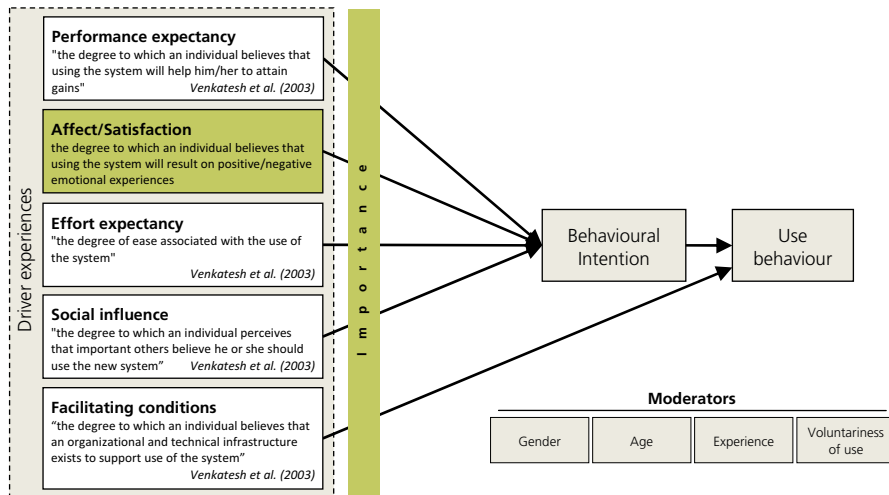 Driver experiences
Performance expectancy
"the degree to which an individual believes that
using the system will help him/her to attain
gains" Venkatesh et al. (2003)
Affect/Satisfaction
the degree to which an individual believes that
using the system will result on positive/negative
emotional experiences
Effort expectancy
"the degree of ease associated with the use of
the system"
Venkatesh et al. (2003)
Social influence
"the degree to which an individual perceives
that important others believe he or she should
use the new system” Venkatesh et al. (2003)
Facilitating conditions
“the degree to which an individual believes that
an organizational and technical infrastructure
exists to support use of the system”
Venkatesh et al. (2003)
Importance
Behavioural
Intention
Use
behaviour
Moderators
Gender
Age
Experience
Voluntariness
of use